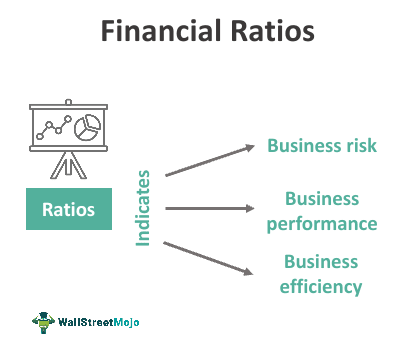 Financial Ratios
Ratios
Indicates
Business risk
Business
performance
Business
efficiency
WallStreetMojo